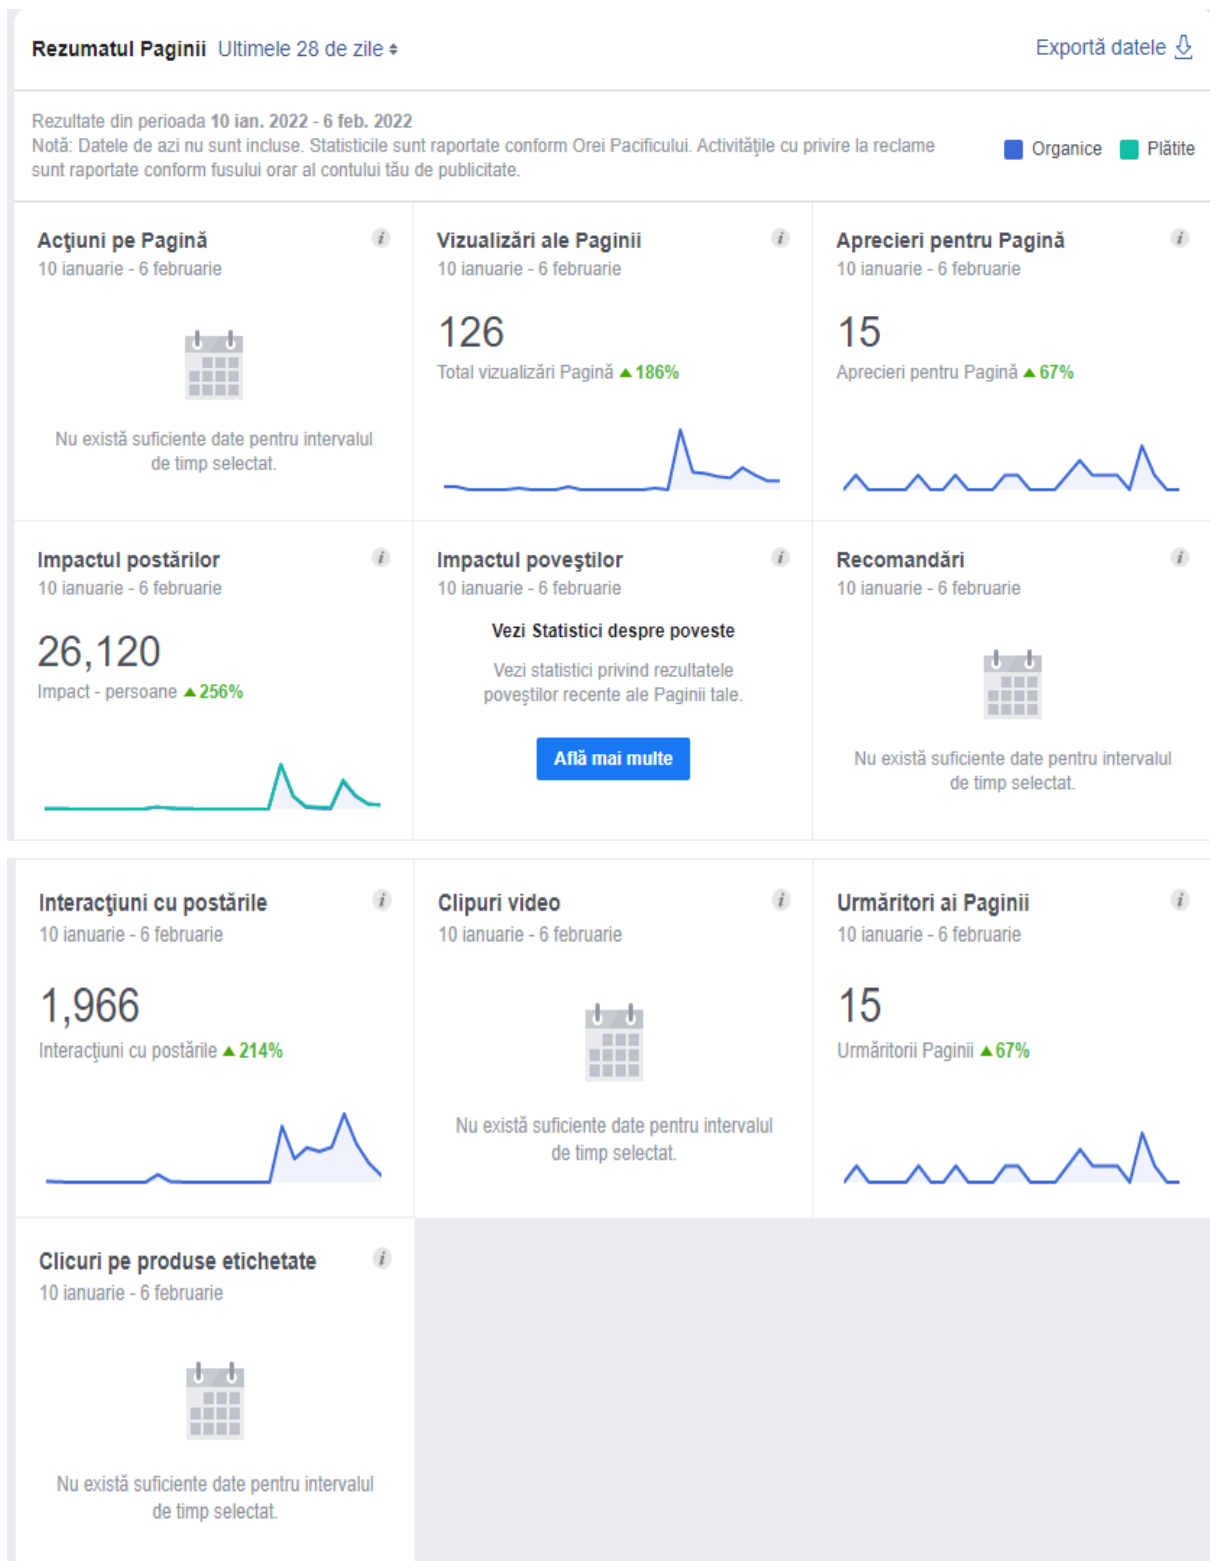 Rezumatul Paginii Ultimele 28 de zile
Exportă datele
Rezultate din perioada 10 ian. 2022 - 6 feb. 2022
Notă: Datele de azi nu sunt incluse. Statisticile sunt raportate conform Orei Pacificului. Activităţile cu privire la reclame
sunt raportate conform fusului orar al contului tău de publicitate.
Organice Plătite
Acţiuni pe Pagină
10 ianuarie - 6 februarie
Nu există suficiente date pentru intervalul
de timp selectat.
Vizualizări ale Paginii
10 ianuarie - 6 februarie
126
Total vizualizări Pagină ▲186%
Aprecieri pentru Pagină
10 ianuarie - 6 februarie
15
Aprecieri pentru Pagină ▲67%
Impactul postărilor
10 ianuarie - 6 februarie
26,120
Impact - persoane ▲256%
Impactul poveştilor
10 ianuarie - 6 februarie
Vezi Statistici despre poveste
Vezi statistici privind rezultatele
poveştilor recente ale Paginii tale.
Află mai multe
Recomandări
10 ianuarie - 6 februarie
Nu există suficiente date pentru intervalul
de timp selectat.
Interacţiuni cu postările
10 ianuarie - 6 februarie
1,966
Interacţiuni cu postările ▲214%
Clipuri video
10 ianuarie - 6 februarie
Nu există suficiente date pentru intervalul
de timp selectat.
Urmăritori ai Paginii
10 ianuarie - 6 februarie
15
Urmăritorii Paginii ▲67%
Clicuri pe produse etichetate
10 ianuarie - 6 februarie
Nu există suficiente date pentru intervalul
de timp selectat.